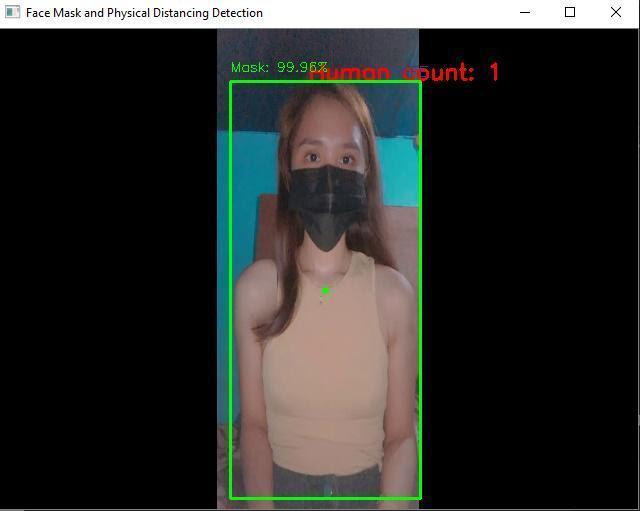 Face Mask and Physical Distancing Detection
Mask: 99.96%
Human count: 1